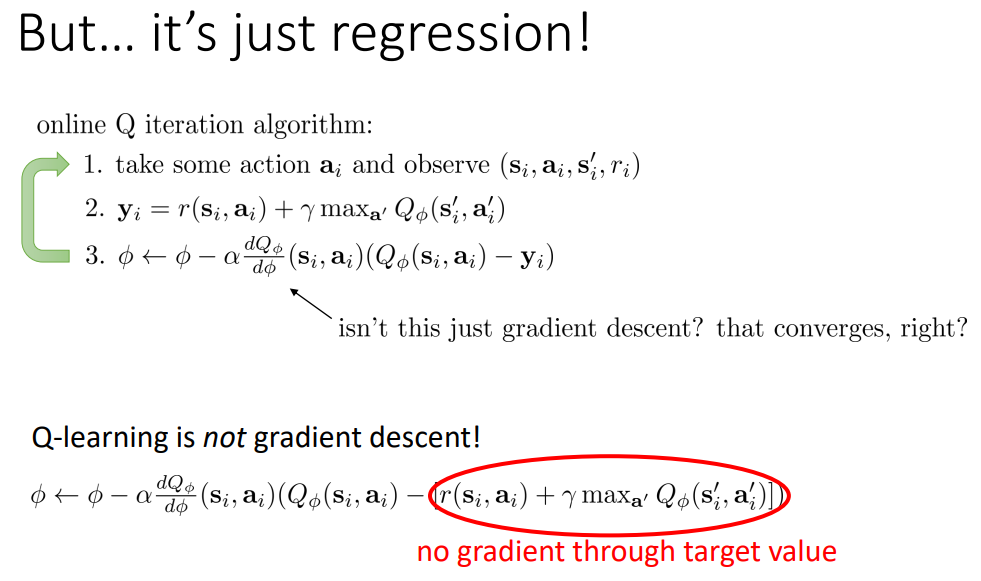 But... it's just regression!
online Q iteration algorithm:
1. take some action $\mathbf{a}_i$ and observe $(\mathbf{s}_i, \mathbf{a}_i, \mathbf{s}'_i, r_i)$
2. $\mathbf{y}_i = r(\mathbf{s}_i, \mathbf{a}_i) + \gamma \max_{\mathbf{a}'} Q_\phi(\mathbf{s}'_i, \mathbf{a}'_i)$
3. $\phi \leftarrow \phi - \alpha \frac{dQ_\phi}{d\phi}(\mathbf{s}_i, \mathbf{a}_i)(Q_\phi(\mathbf{s}_i, \mathbf{a}_i) - \mathbf{y}_i)$
isn't this just gradient descent? that converges, right?
Q-learning is not gradient descent!
$\phi \leftarrow \phi - \alpha \frac{dQ_\phi}{d\phi}(\mathbf{s}_i, \mathbf{a}_i)(Q_\phi(\mathbf{s}_i, \mathbf{a}_i) - [r(\mathbf{s}_i, \mathbf{a}_i) + \gamma \max_{\mathbf{a}'} Q_\phi(\mathbf{s}'_i, \mathbf{a}'_i)])$
no gradient through target value